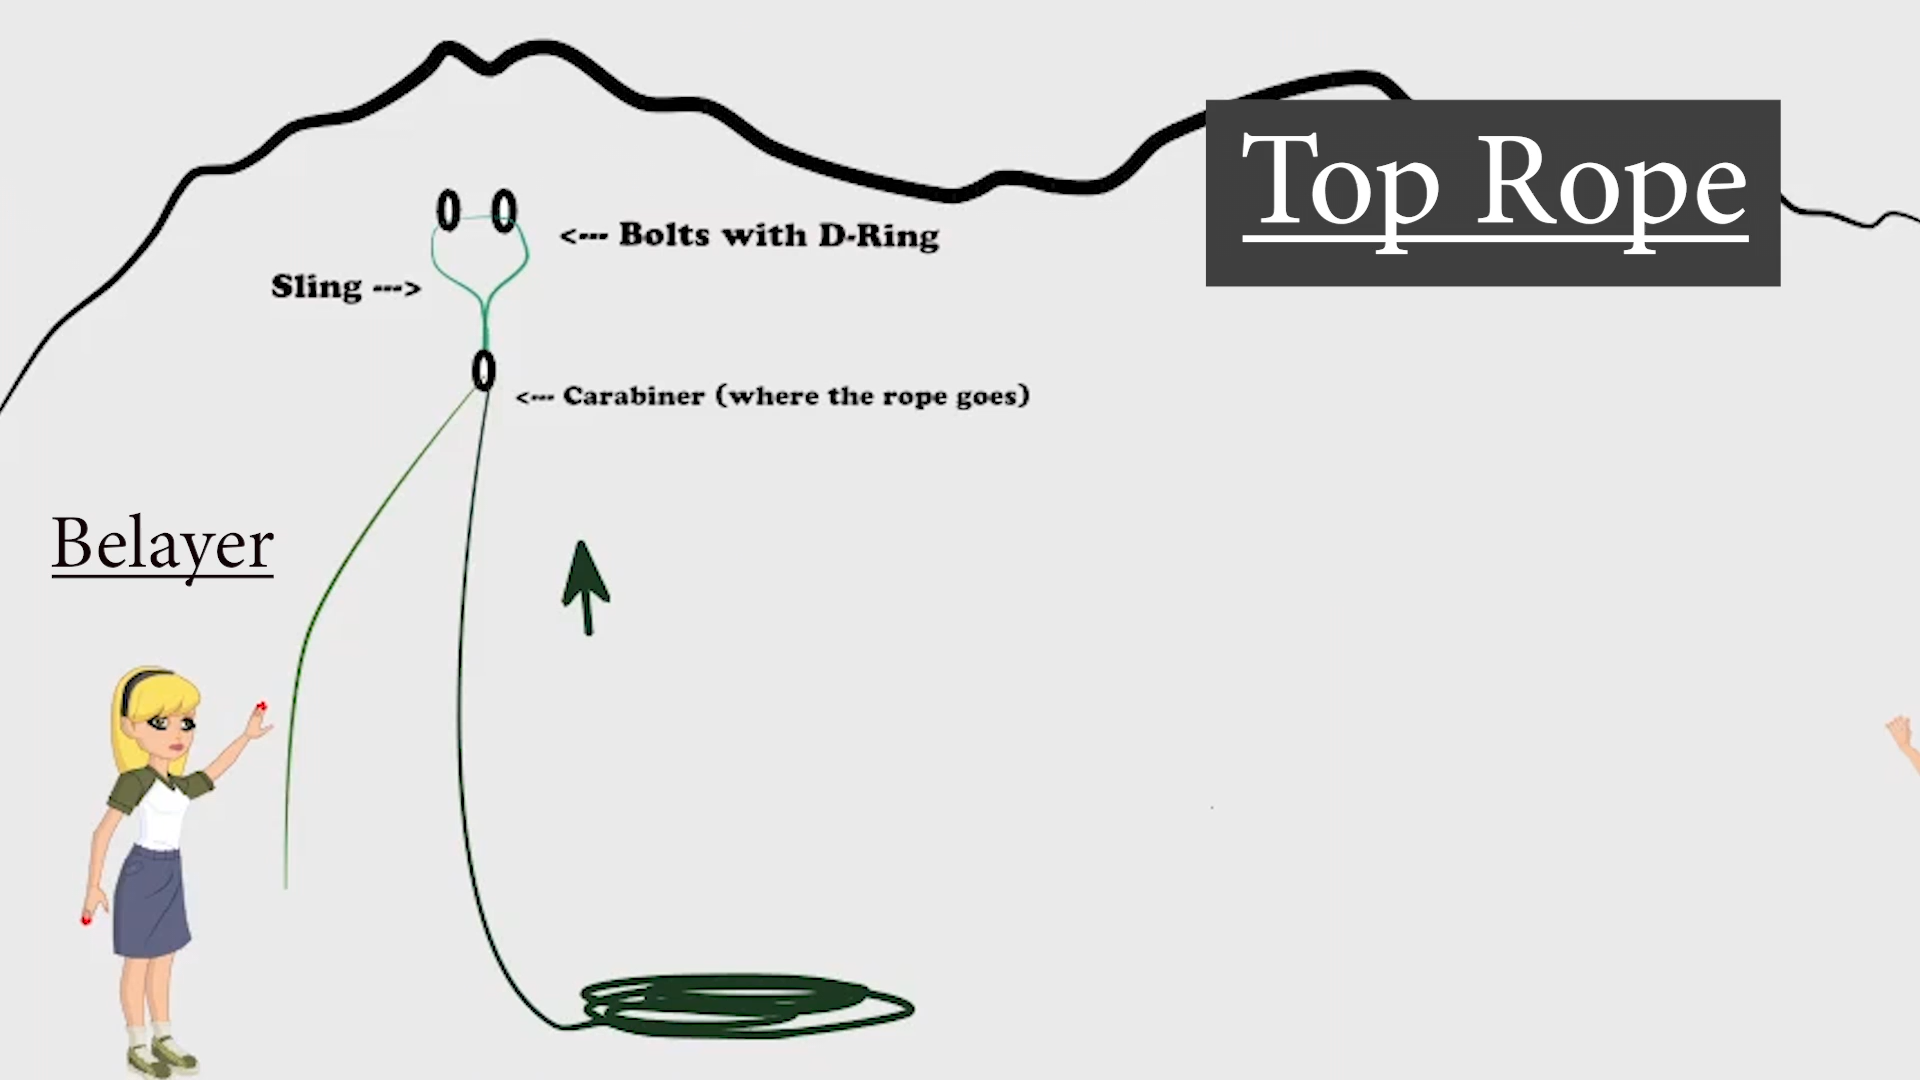 Top Rope
<--- Bolts with D-Ring
Sling --->
<--- Carabiner (where the rope goes)
Belayer